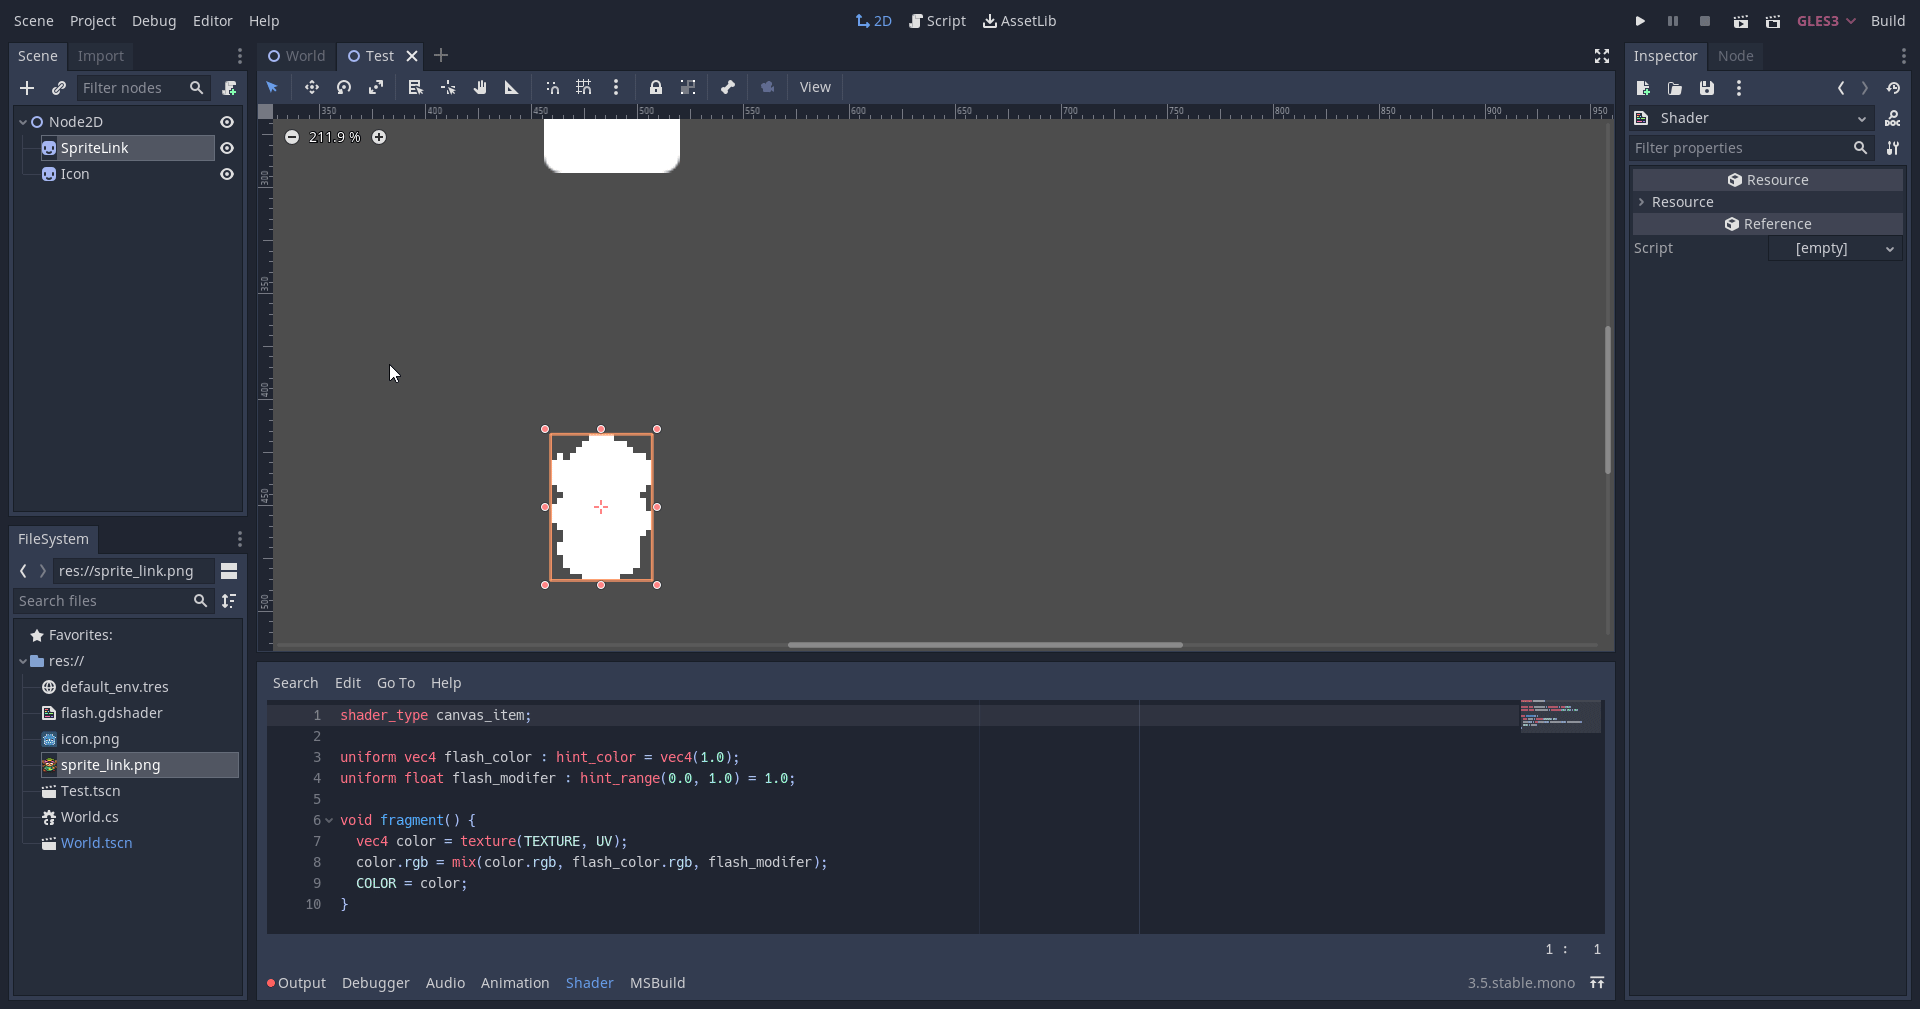 Scene Project Debug Editor Help
2D Script AssetLib
GLES3 Build
Scene Import
Filter nodes
Node2D
SpriteLink
Icon
FileSystem
res://sprite_link.png
Search files
Favorites:
res://
default_env.tres
flash.gdshader
icon.png
sprite_link.png
Test.tscn
World.cs
World.tscn
World Test
View
350 400 450 500 550 600 650 700 750 800 850 900 950
211.9 %
300
350
400
450
500
Search Edit Go To Help
1 shader_type canvas_item;
2
3 uniform vec4 flash_color : hint_color = vec4(1.0);
4 uniform float flash_modifer : hint_range(0.0, 1.0) = 1.0;
5
6 void fragment() {
7 vec4 color = texture(TEXTURE, UV);
8 color.rgb = mix(color.rgb, flash_color.rgb, flash_modifer);
9 COLOR = color;
10 }
1 : 1
Output Debugger Audio Animation Shader MSBuild
3.5.stable.mono
Inspector Node
Shader
Filter properties
Resource
Resource
Reference
Script [empty]